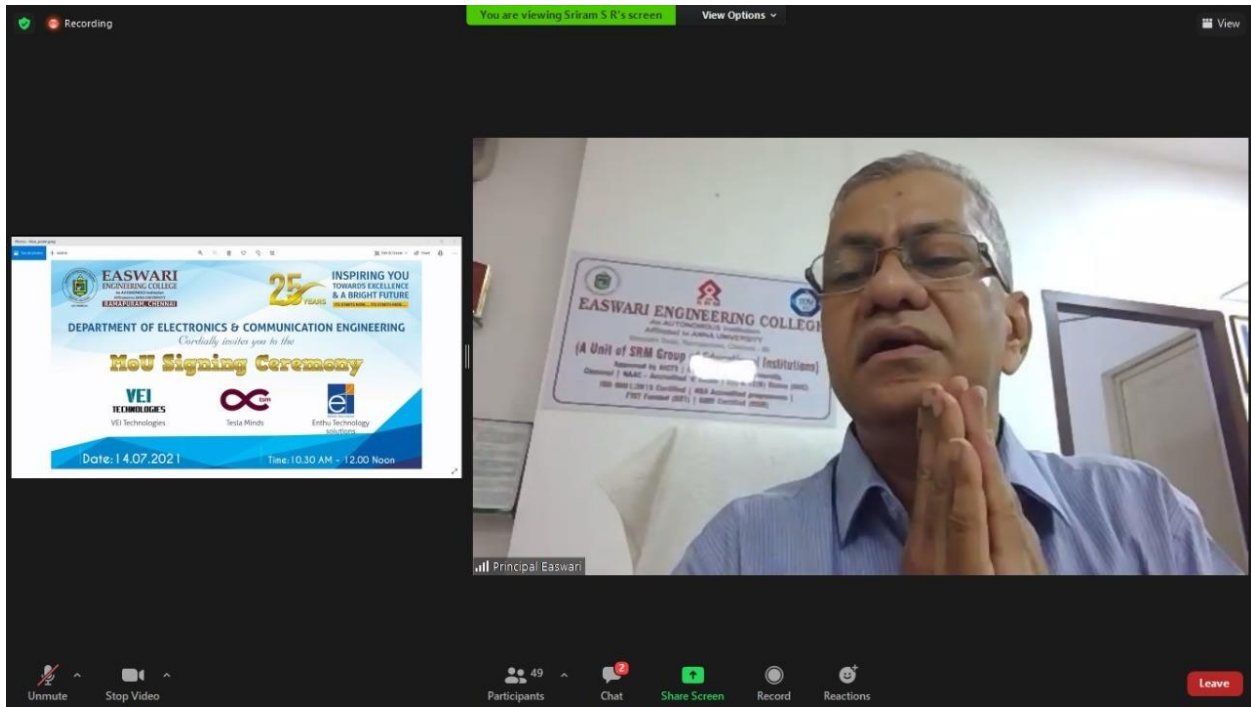 Recording
You are viewing Sriram S R's screen
View Options
View
EASWARI
ENGINEERING COLLEGE
RAMAPURAM, CHENNAI
25 YEARS
INSPIRING YOU
TOWARDS EXCELLENCE
& A BRIGHT FUTURE
DEPARTMENT OF ELECTRONICS & COMMUNICATION ENGINEERING
Cordially invites you to the
MoU Signing Ceremony
VEI
TECHNOLOGIES
VEI Technologies
tsm
Tesla Minds
Enthu Technology
solutions
Date:14.07.2021
Time:10.30 AM - 12.00 Noon
EASWARI ENGINEERING COLLEGE
An AUTONOMOUS Institution
Affiliated to ANNA UNIVERSITY
(A Unit of SRM Group of Educational Institutions)
Principal Easwari
Unmute
Stop Video
49
Participants
2
Chat
Share Screen
Record
Reactions
Leave